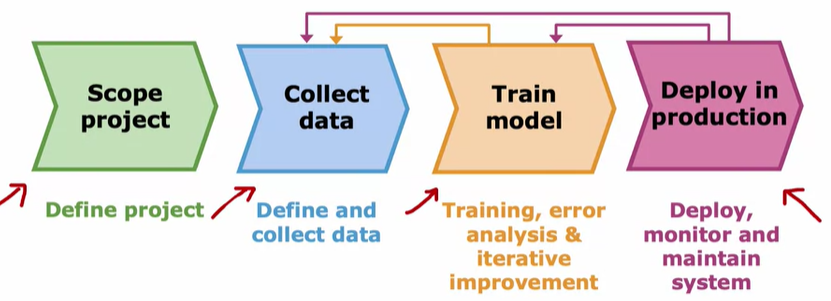 Scope
project
Collect
data
Train
model
Deploy in
production
Define project
Define and
collect data
Training, error
analysis &
iterative
improvement
Deploy,
monitor and
maintain
system